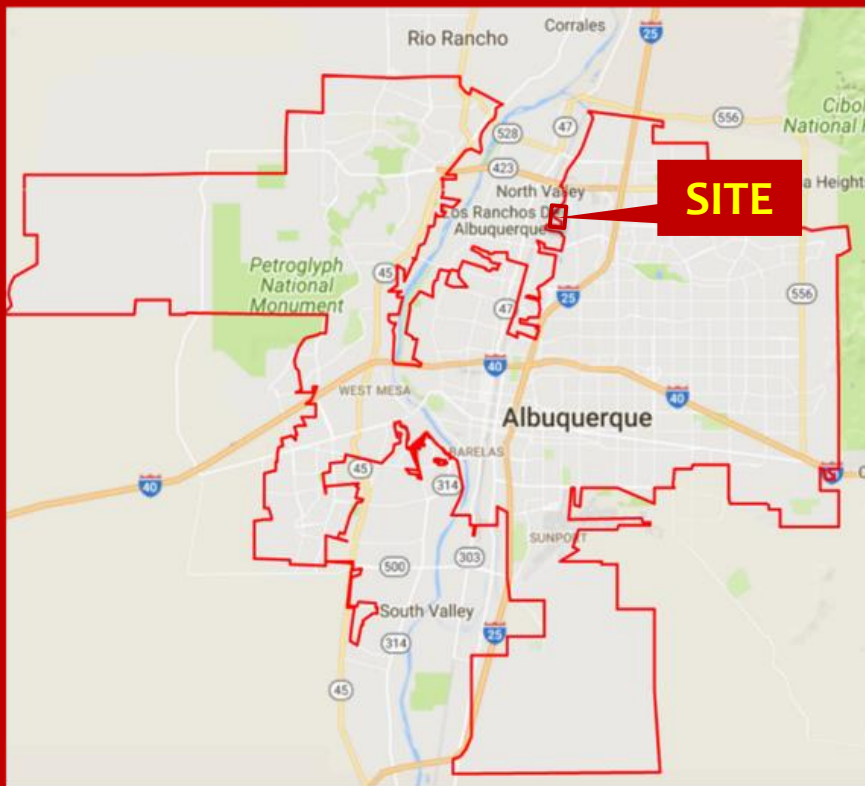 Rio Rancho
Corrales
25
Cibol
National F
528
47
556
423
North Valley
a Heights
SITE
Los Ranchos De
Albuquerque
Petroglyph
National
Monument
45
47
25
556
40
WEST MESA
40
Albuquerque
BARELAS
45
40
314
SUNPORT
303
500
South Valley
25
314
45